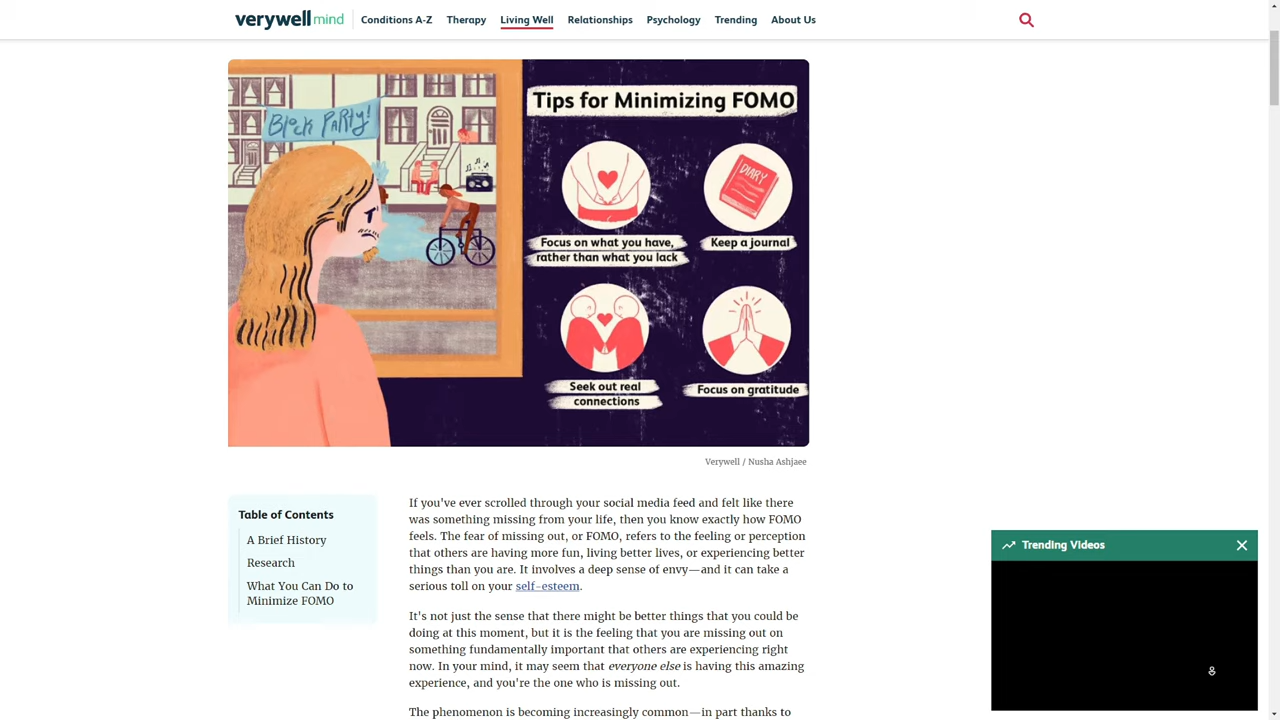 verywell mind
Conditions A-Z
Therapy
Living Well
Relationships
Psychology
Trending
About Us
BLOCK PARTY!
Tips for Minimizing FOMO
DIARY
Focus on what you have,
rather than what you lack
Keep a journal
Seek out real
connections
Focus on gratitude
Verywell / Nusha Ashjaee
Table of Contents
A Brief History
Research
What You Can Do to
Minimize FOMO
If you've ever scrolled through your social media feed and felt like there
was something missing from your life, then you know exactly how FOMO
feels. The fear of missing out, or FOMO, refers to the feeling or perception
that others are having more fun, living better lives, or experiencing better
things than you are. It involves a deep sense of envy—and it can take a
serious toll on your self-esteem.
It's not just the sense that there might be better things that you could be
doing at this moment, but it is the feeling that you are missing out on
something fundamentally important that others are experiencing right
now. In your mind, it may seem that everyone else is having this amazing
experience, and you're the one who is missing out.
The phenomenon is becoming increasingly common—in part thanks to
Trending Videos